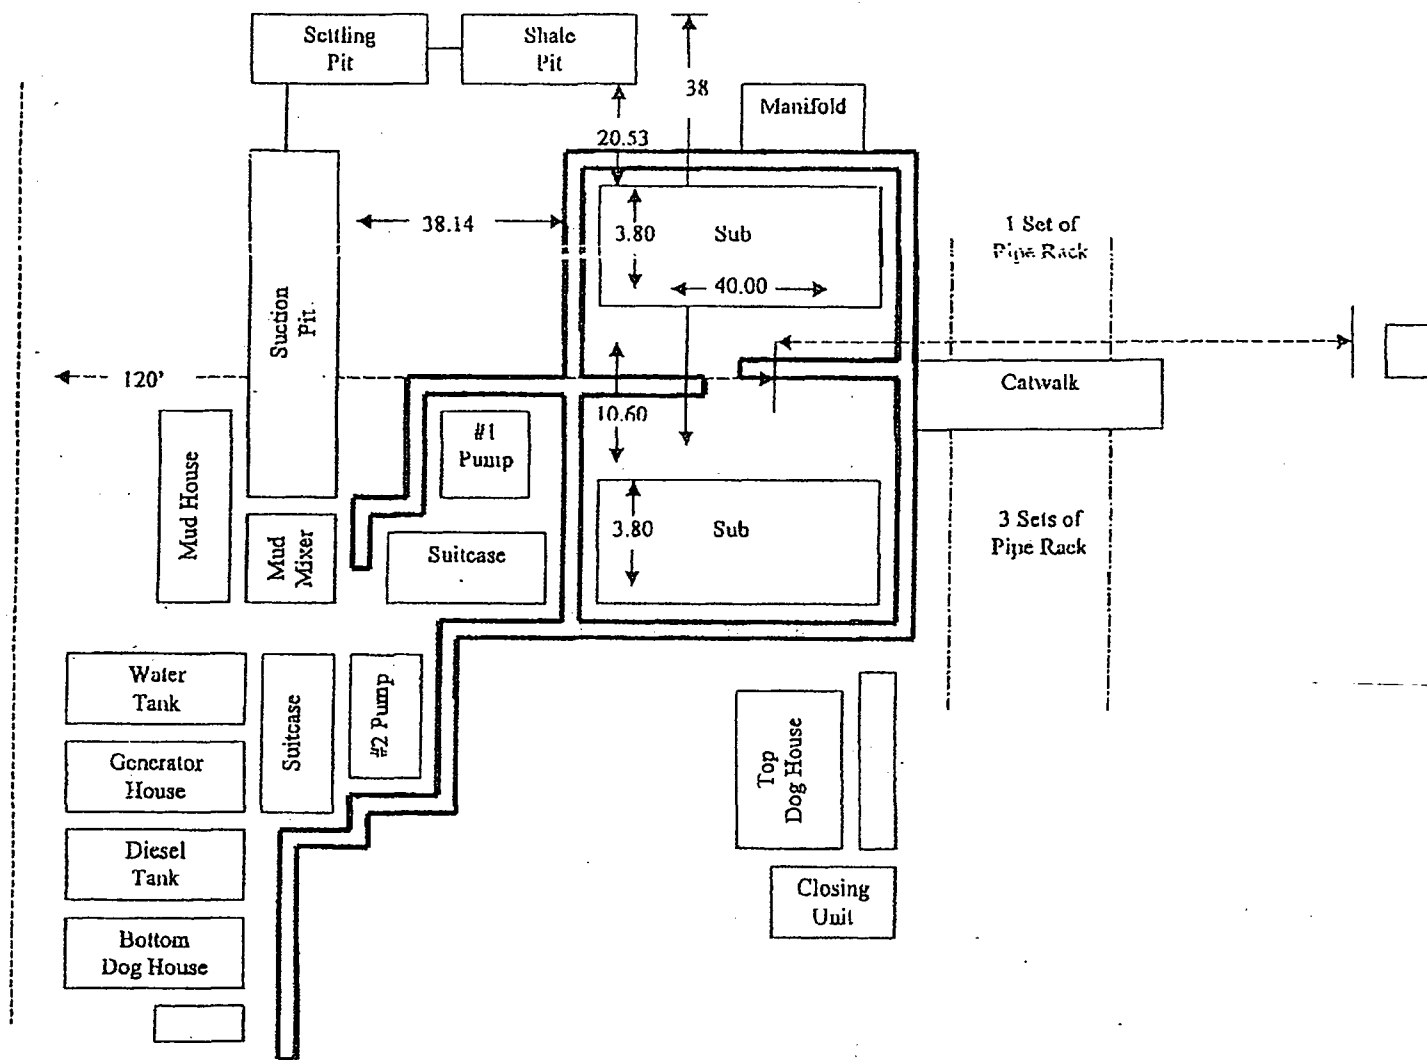 Settling
Pit
Shale
Pit
38
Manifold
20.53
38.14
3.80
Sub
40.00
1 Set of
Pipe Rack
Suction
Pit
120'
Catwalk
10.60
#1
Pump
Mud House
Mud
Mixer
Suitcase
3.80
Sub
3 Sets of
Pipe Rack
Water
Tank
Suitcase
#2 Pump
Generator
House
Top
Dog House
Diesel
Tank
Closing
Unit
Bottom
Dog House